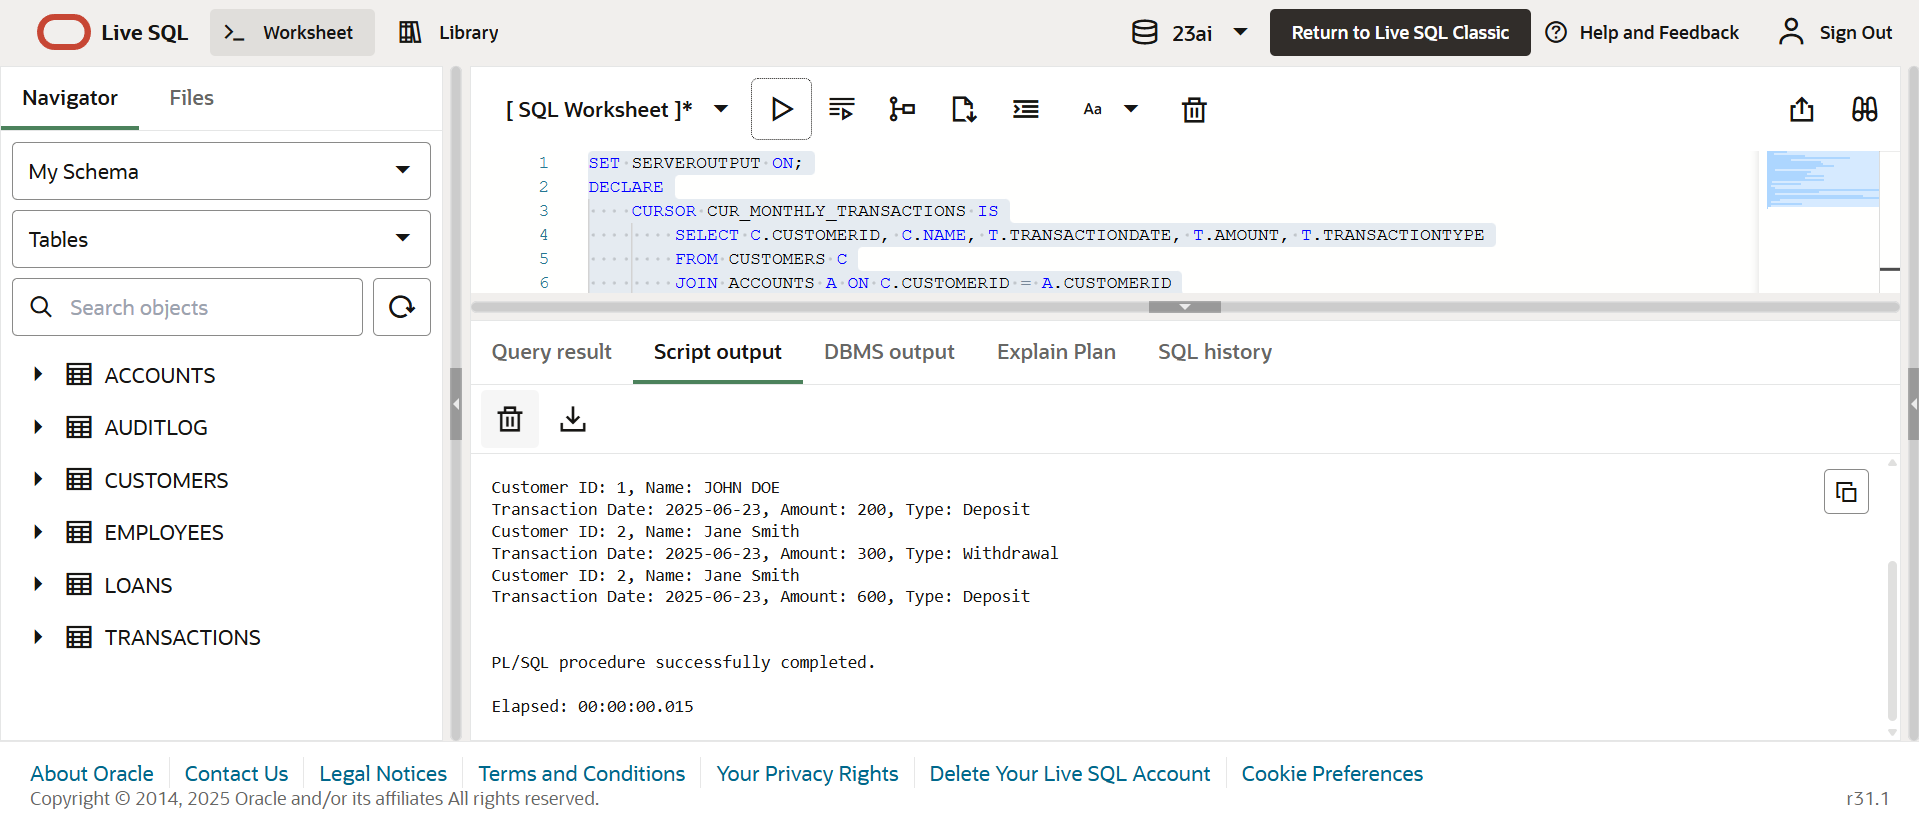 Live SQL
Worksheet
Library
23ai
Return to Live SQL Classic
Help and Feedback
Sign Out
Navigator
Files
My Schema
Tables
Search objects
ACCOUNTS
AUDITLOG
CUSTOMERS
EMPLOYEES
LOANS
TRANSACTIONS
[ SQL Worksheet ]*
Aa
1 SET SERVEROUTPUT ON;
2 DECLARE
3 CURSOR CUR_MONTHLY_TRANSACTIONS IS
4 SELECT C.CUSTOMERID, C.NAME, T.TRANSACTIONDATE, T.AMOUNT, T.TRANSACTIONTYPE
5 FROM CUSTOMERS C
6 JOIN ACCOUNTS A ON C.CUSTOMERID = A.CUSTOMERID
Query result
Script output
DBMS output
Explain Plan
SQL history
Customer ID: 1, Name: JOHN DOE
Transaction Date: 2025-06-23, Amount: 200, Type: Deposit
Customer ID: 2, Name: Jane Smith
Transaction Date: 2025-06-23, Amount: 300, Type: Withdrawal
Customer ID: 2, Name: Jane Smith
Transaction Date: 2025-06-23, Amount: 600, Type: Deposit
PL/SQL procedure successfully completed.
Elapsed: 00:00:00.015
About Oracle
Contact Us
Legal Notices
Terms and Conditions
Your Privacy Rights
Delete Your Live SQL Account
Cookie Preferences
Copyright © 2014, 2025 Oracle and/or its affiliates All rights reserved.
r31.1